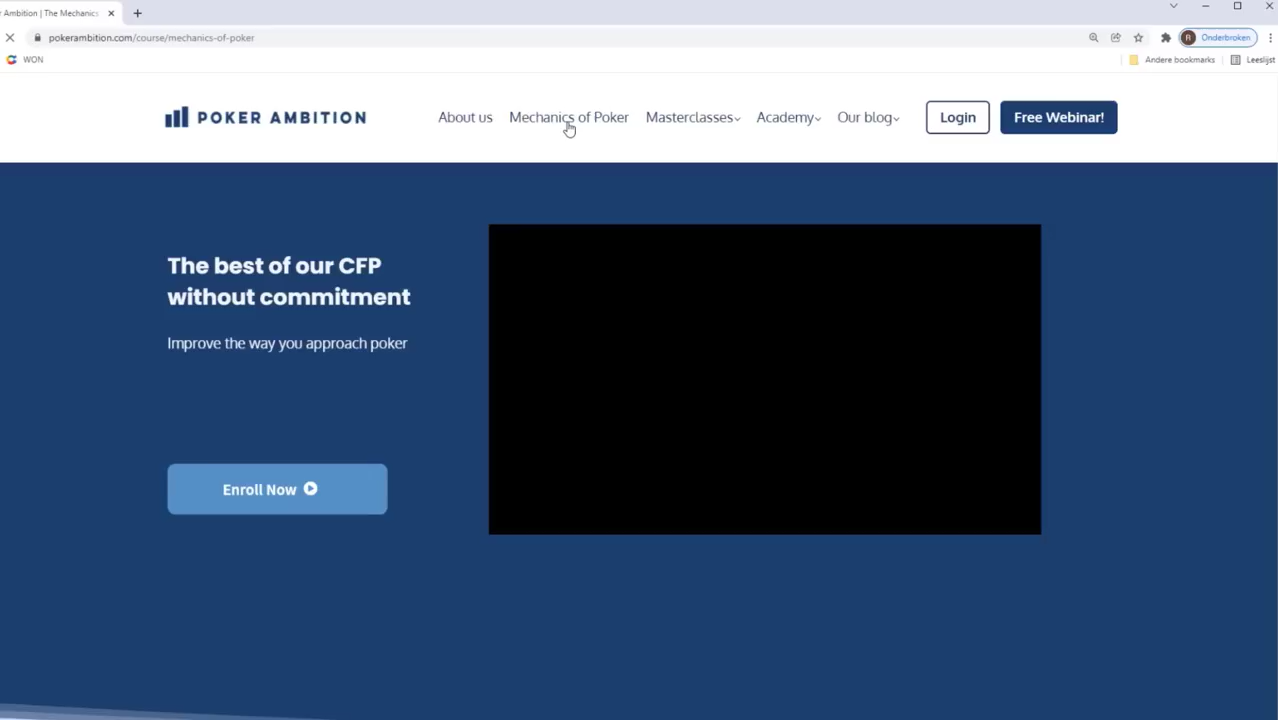 r Ambition | The Mechanics
pokerambition.com/course/mechanics-of-poker
R Onderbroken
WON
Andere bookmarks
Leeslijst
POKER AMBITION
About us
Mechanics of Poker
Masterclasses
Academy
Our blog
Login
Free Webinar!
The best of our CFP
without commitment
Improve the way you approach poker
Enroll Now